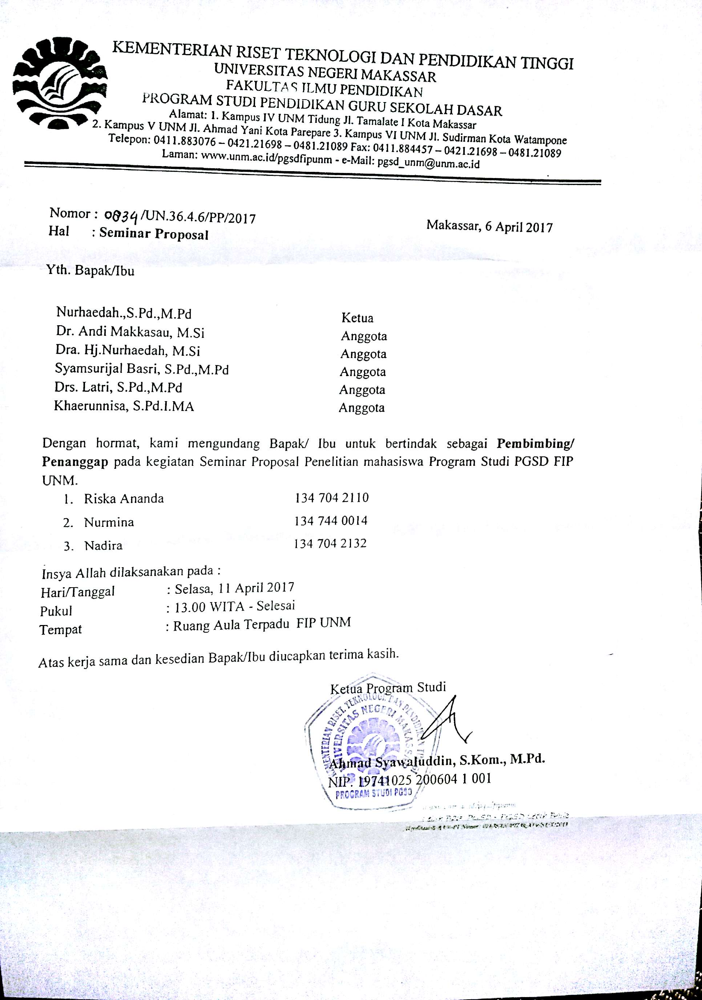 KEMENTERIAN RISET TEKNOLOGI DAN PENDIDIKAN TINGGI
UNIVERSITAS NEGERI MAKASSAR
FAKULTAS ILMU PENDIDIKAN
PROGRAM STUDI PENDIDIKAN GURU SEKOLAH DASAR
Alamat: 1. Kampus IV UNM Tidung Jl. Tamalate I Kota Makassar
2. Kampus V UNM Jl. Ahmad Yani Kota Parepare 3. Kampus VI UNM Jl. Sudirman Kota Watampone
Telepon: 0411.883076 – 0421.21698 – 0481.21089 Fax: 0411.884457 – 0421.21698 – 0481.21089
Laman: www.unm.ac.id/pgsdfipunm - e-Mail: pgsd_unm@unm.ac.id
Nomor : 0834/UN.36.4.6/PP/2017
Makassar, 6 April 2017
Hal : Seminar Proposal
Yth. Bapak/Ibu
Nurhaedah.,S.Pd.,M.Pd Ketua
Dr. Andi Makkasau, M.Si Anggota
Dra. Hj.Nurhaedah, M.Si Anggota
Syamsurijal Basri, S.Pd.,M.Pd Anggota
Drs. Latri, S.Pd.,M.Pd Anggota
Khaerunnisa, S.Pd.I.MA Anggota
Dengan hormat, kami mengundang Bapak/ Ibu untuk bertindak sebagai Pembimbing/
Penanggap pada kegiatan Seminar Proposal Penelitian mahasiswa Program Studi PGSD FIP
UNM.
1. Riska Ananda 134 704 2110
2. Nurmina 134 744 0014
3. Nadira 134 704 2132
Insya Allah dilaksanakan pada :
Hari/Tanggal : Selasa, 11 April 2017
Pukul : 13.00 WITA - Selesai
Tempat : Ruang Aula Terpadu FIP UNM
Atas kerja sama dan kesedian Bapak/Ibu diucapkan terima kasih.
Ketua Program Studi
KEMENTERIAN RISET, TEKNOLOGI, DAN PENDIDIKAN TINGGI
UNIVERSITAS NEGERI MAKASSAR
Ahmad Syawaluddin, S.Kom., M.Pd.
NIP. 19741025 200604 1 001
PROGRAM STUDI PGSD